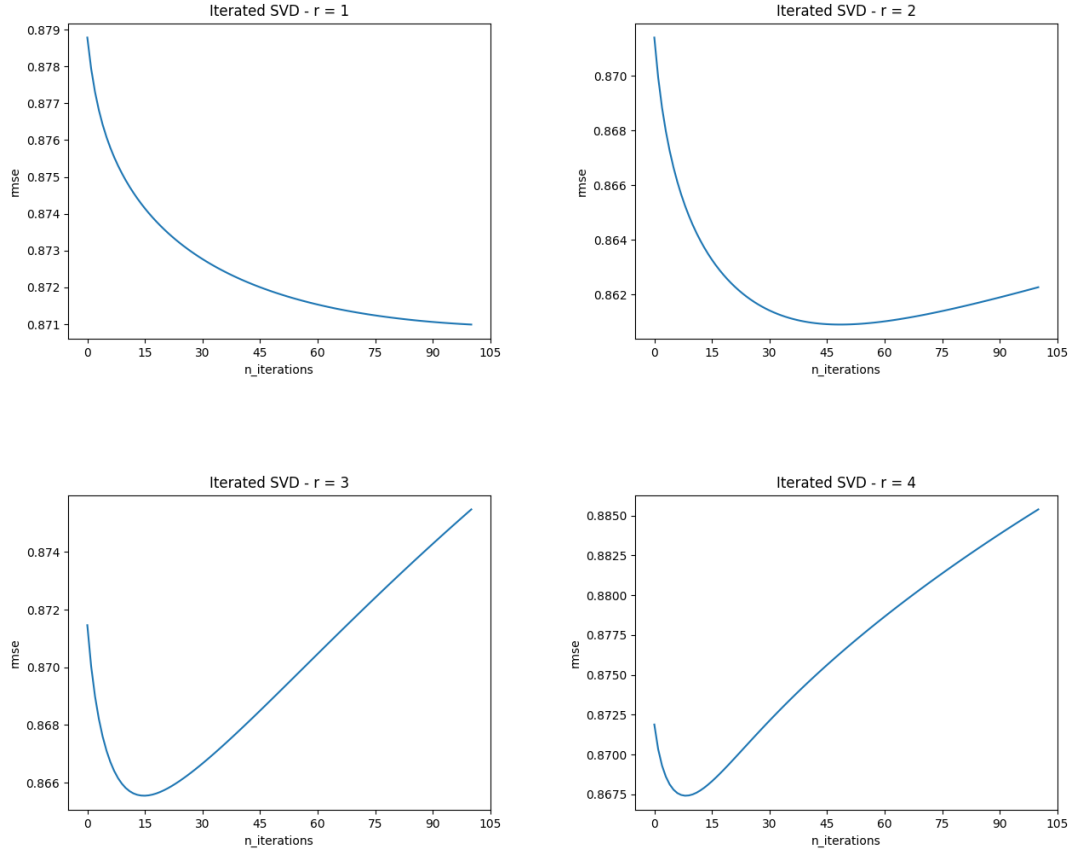 Iterated SVD - r = 1
0.879
0.878
0.877
0.876
0.875
0.874
0.873
0.872
0.871
rmse
0 15 30 45 60 75 90 105
n_iterations
Iterated SVD - r = 2
0.870
0.868
0.866
0.864
0.862
rmse
0 15 30 45 60 75 90 105
n_iterations
Iterated SVD - r = 3
0.874
0.872
0.870
0.868
0.866
rmse
0 15 30 45 60 75 90 105
n_iterations
Iterated SVD - r = 4
0.8850
0.8825
0.8800
0.8775
0.8750
0.8725
0.8700
0.8675
rmse
0 15 30 45 60 75 90 105
n_iterations